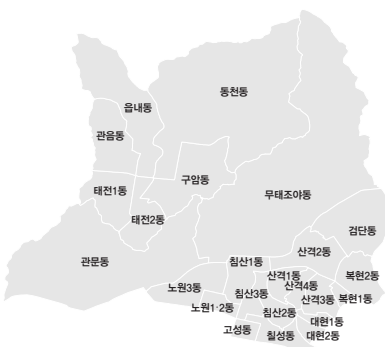 동천동
읍내동
관음동
구암동
태전1동
무태조야동
태전2동
검단동
산격2동
관문동
침산1동
산격1동
복현2동
노원3동
침산3동
산격4동
산격3동
복현1동
노원1·2동
침산2동
대현1동
고성동
칠성동
대현2동